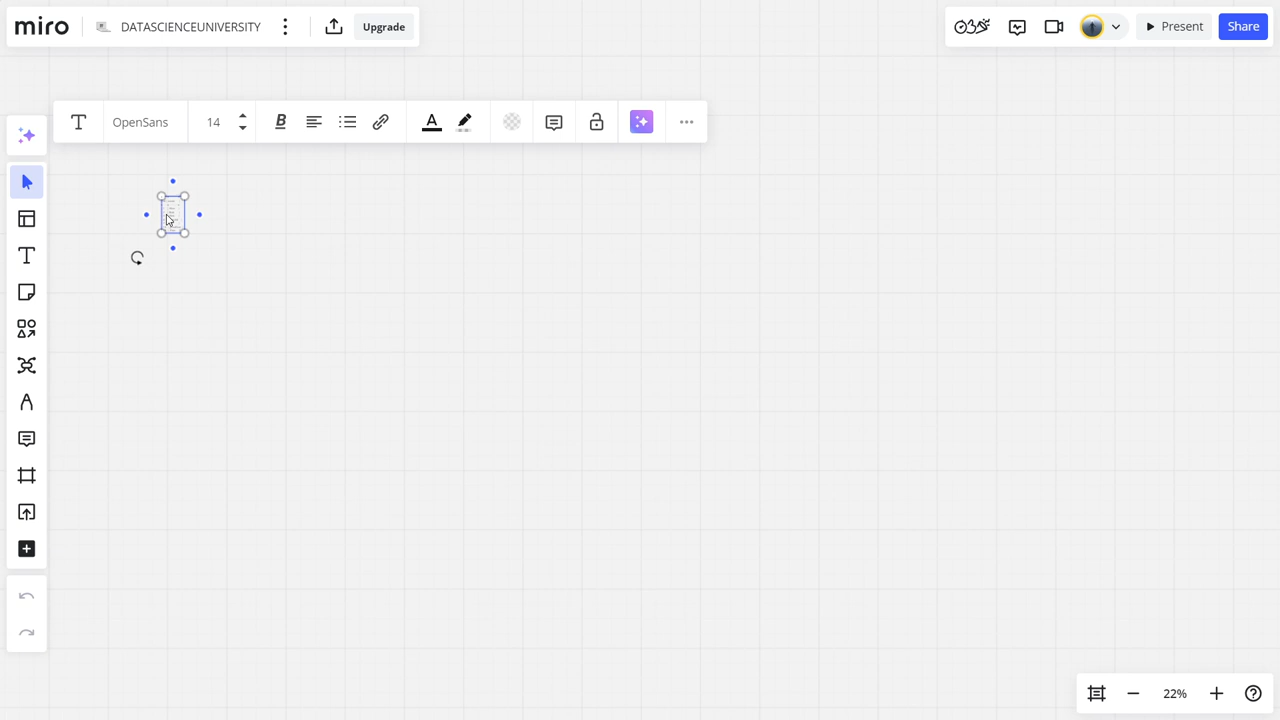 miro
DATASCIENCEUNIVERSITY
Upgrade
Present
Share
OpenSans
14
B
A
22%